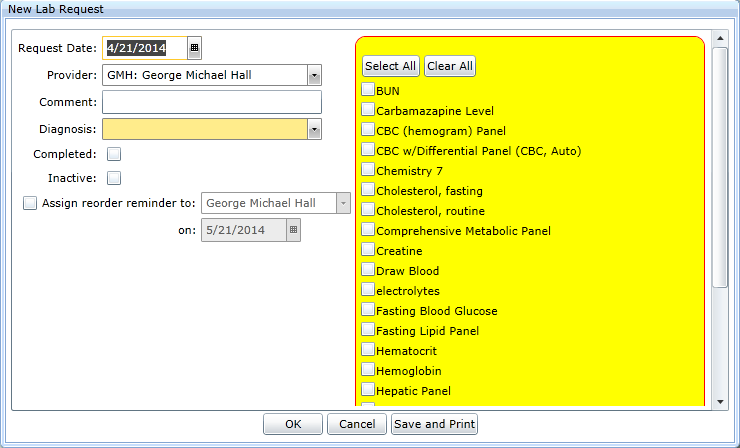 New Lab Request
Request Date: 4/21/2014
Provider: GMH: George Michael Hall
Comment:
Diagnosis:
Completed:
Inactive:
Assign reorder reminder to: George Michael Hall
on: 5/21/2014
Select All Clear All
BUN
Carbamazapine Level
CBC (hemogram) Panel
CBC w/Differential Panel (CBC, Auto)
Chemistry 7
Cholesterol, fasting
Cholesterol, routine
Comprehensive Metabolic Panel
Creatine
Draw Blood
electrolytes
Fasting Blood Glucose
Fasting Lipid Panel
Hematocrit
Hemoglobin
Hepatic Panel
OK Cancel Save and Print